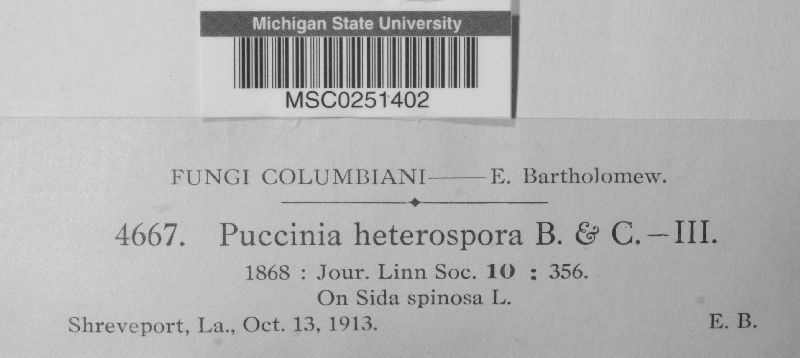 Michigan State University
MSC0251402
FUNGI COLUMBIANI——E. Bartholomew.
4667. Puccinia heterospora B. & C.—III.
1868 : Jour. Linn Soc. 10 : 356.
On Sida spinosa L.
Shreveport, La., Oct. 13, 1913. E. B.